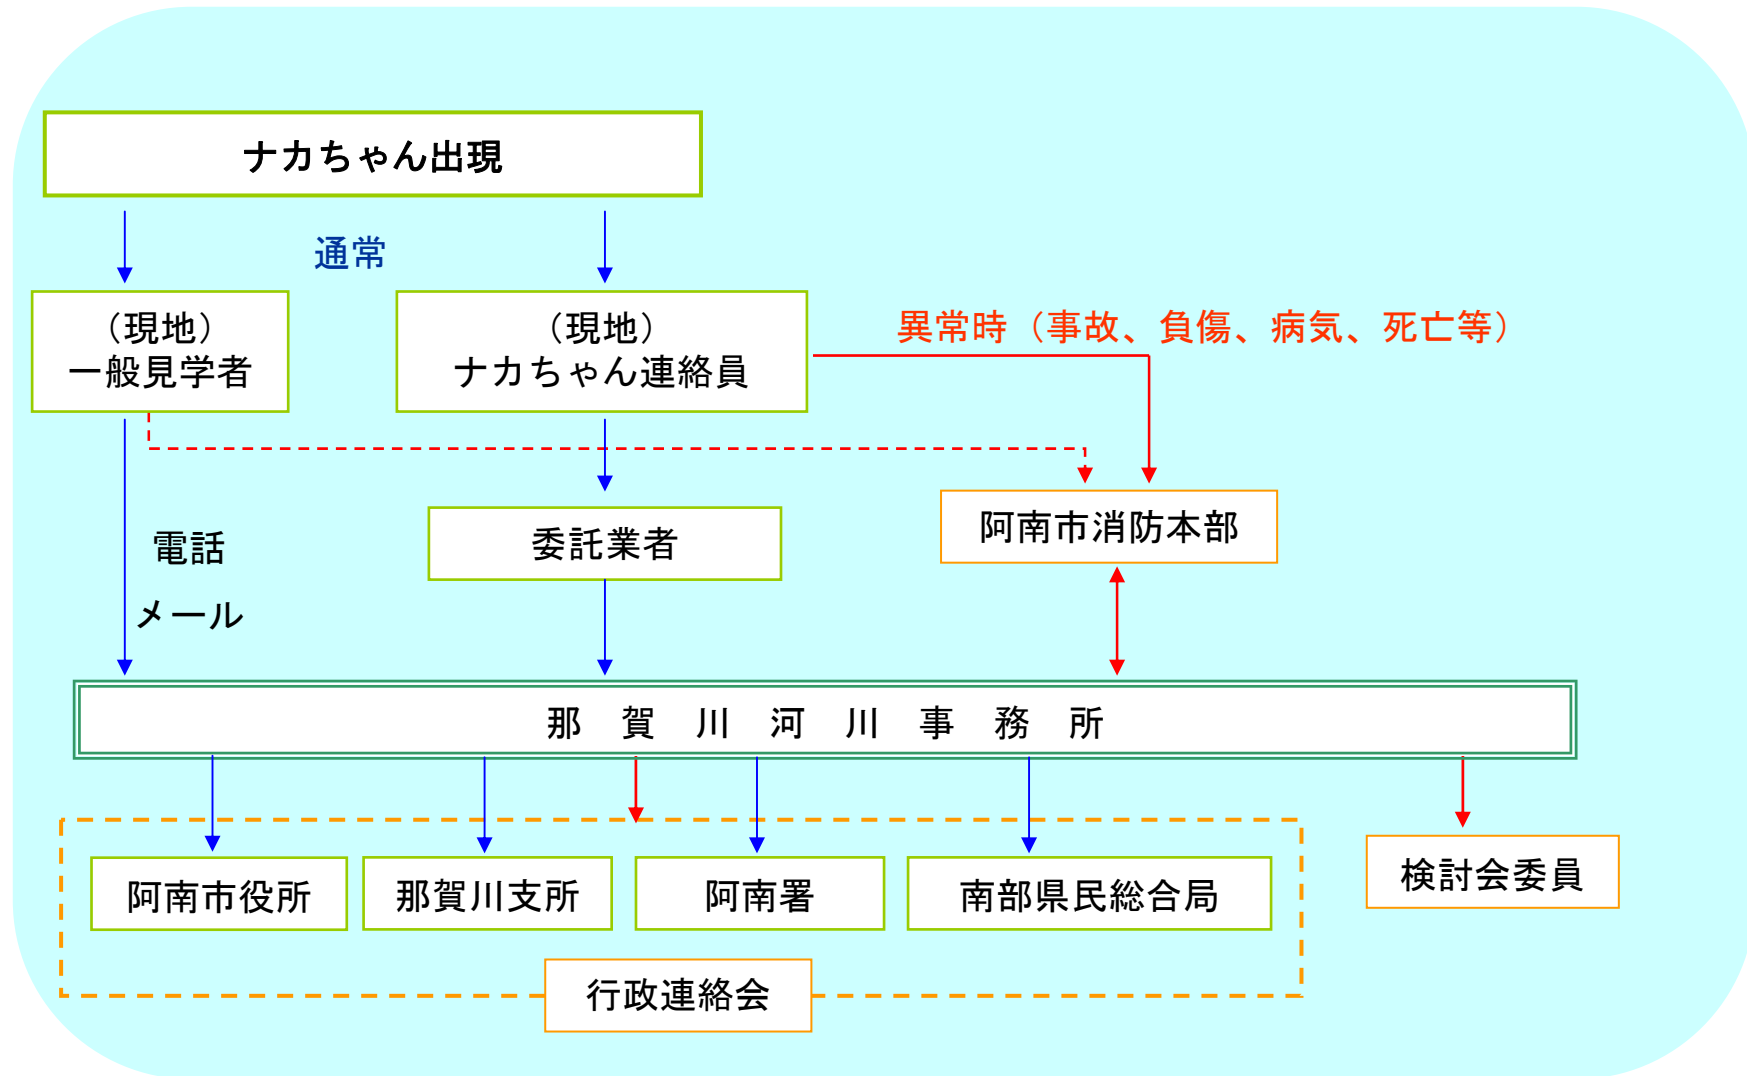 ナカちゃん出現
通常
（現地）
一般見学者
（現地）
ナカちゃん連絡員
異常時（事故、負傷、病気、死亡等）
阿南市消防本部
委託業者
電話
メール
那　賀　川　河　川　事　務　所
阿南市役所
那賀川支所
阿南署
南部県民総合局
検討会委員
行政連絡会